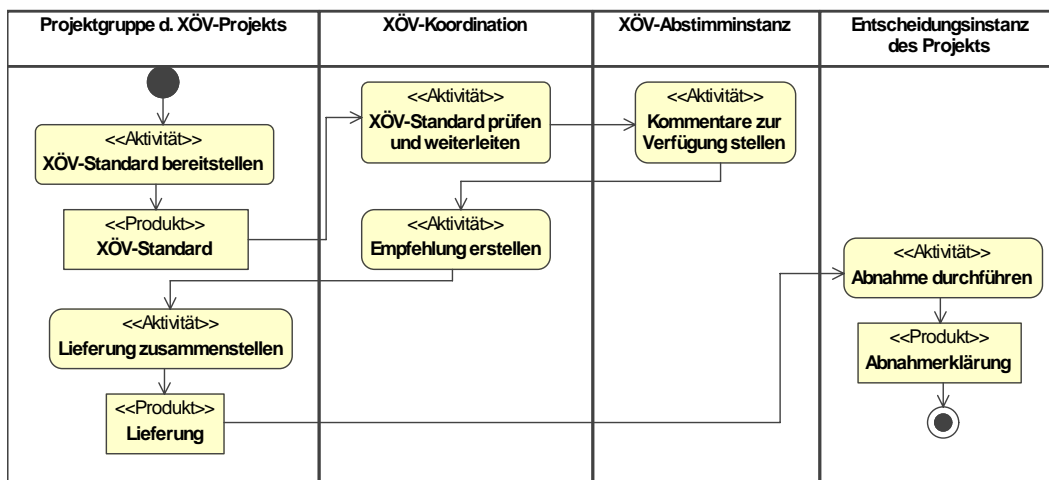 Projektgruppe d. XÖV-Projekts
XÖV-Koordination
XÖV-Abstimminstanz
Entscheidungsinstanz
des Projekts
<<Aktivität>>
XÖV-Standard bereitstellen
<<Produkt>>
XÖV-Standard
<<Aktivität>>
XÖV-Standard prüfen
und weiterleiten
<<Aktivität>>
Kommentare zur
Verfügung stellen
<<Aktivität>>
Empfehlung erstellen
<<Aktivität>>
Lieferung zusammenstellen
<<Produkt>>
Lieferung
<<Aktivität>>
Abnahme durchführen
<<Produkt>>
Abnahmerklärung